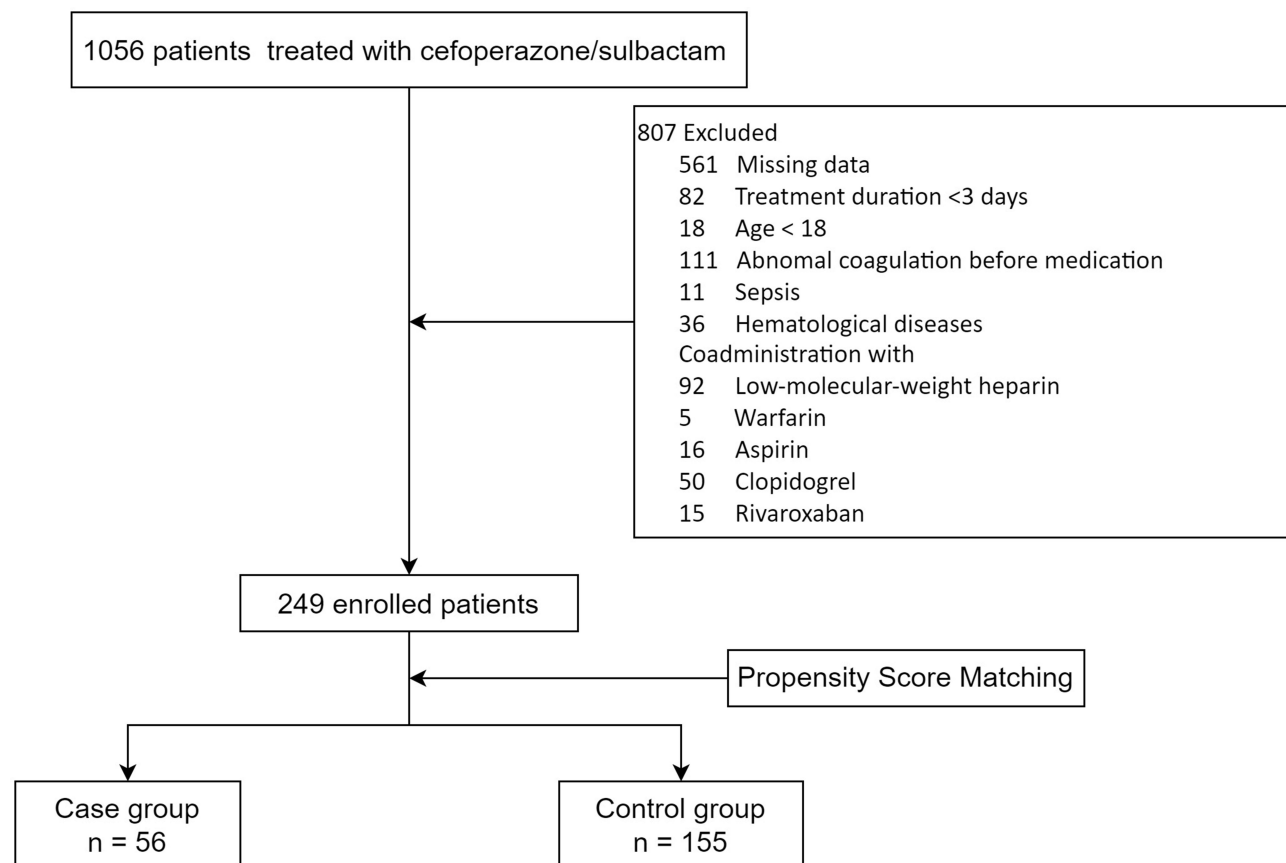 1056 patients treated with cefoperazone/sulbactam
807 Excluded
561 Missing data
82 Treatment duration <3 days
18 Age < 18
111 Abnomal coagulation before medication
11 Sepsis
36 Hematological diseases
Coadministration with
92 Low-molecular-weight heparin
5 Warfarin
16 Aspirin
50 Clopidogrel
15 Rivaroxaban
249 enrolled patients
Propensity Score Matching
Case group
n = 56
Control group
n = 155